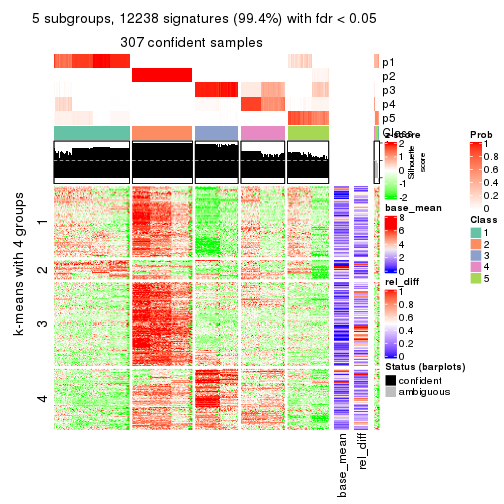 5 subgroups, 12238 signatures (99.4%) with fdr < 0.05
307 confident samples
p1
p2
p3
p4
p5
Class
Silhouette
score
k-means with 4 groups
1
2
3
4
base_mean
rel_diff
z-score
2
1
0
-1
-2
base_mean
8
6
4
2
0
rel_diff
1
0.8
0.6
0.4
0.2
0
Status (barplots)
confident
ambiguous
Prob
1
0.8
0.6
0.4
0.2
0
Class
1
2
3
4
5